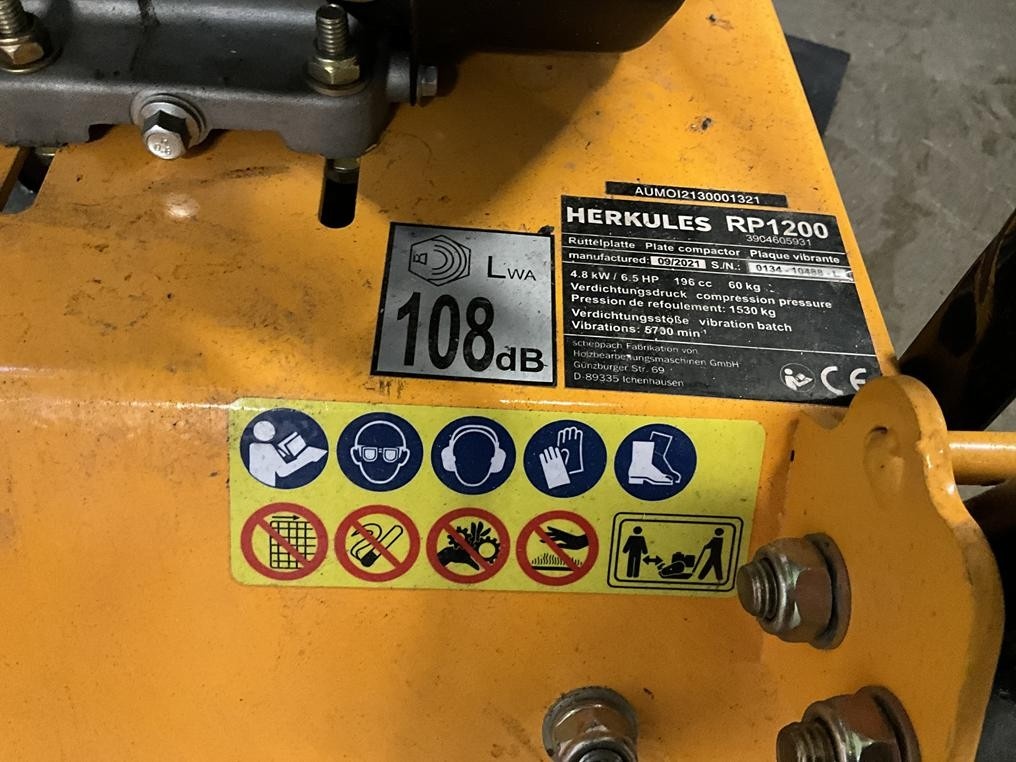 AUMOI2130001321
HERKULES RP1200
3904605931
Rüttelplatte Plate compactor Plaque vibrante
manufactured: 09/2021 S./N.: 0134 - 10488 -
4.8 kW / 6.5 HP 196 cc 60 kg
Verdichtungsdruck compression pressure
Pression de refoulement: 1530 kg
Verdichtungsstöße vibration batch
Vibrations: 5700 min⁻¹
scheppach Fabrikation von
Holzbearbeitungsmaschinen GmbH
Günzburger Str. 69
D-89335 Ichenhausen
CE
LWA
108dB